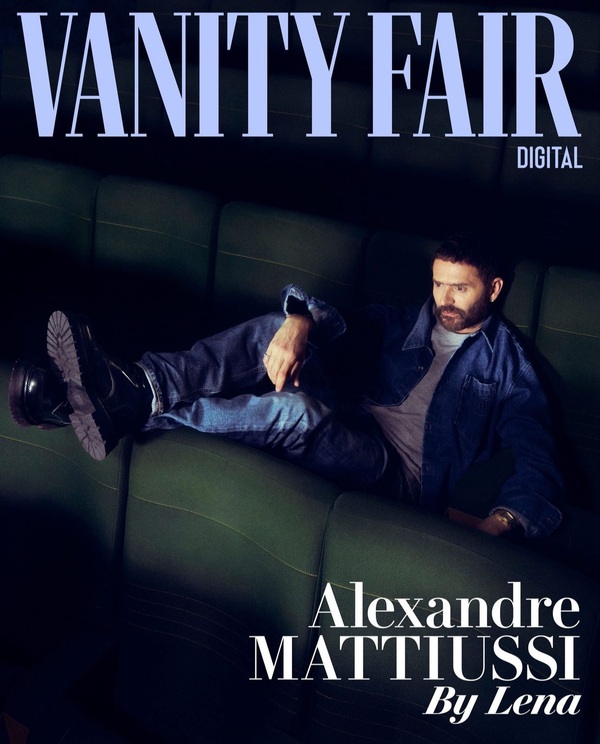 VANITY FAIR
DIGITAL
Alexandre
MATTIUSSI
By Lena